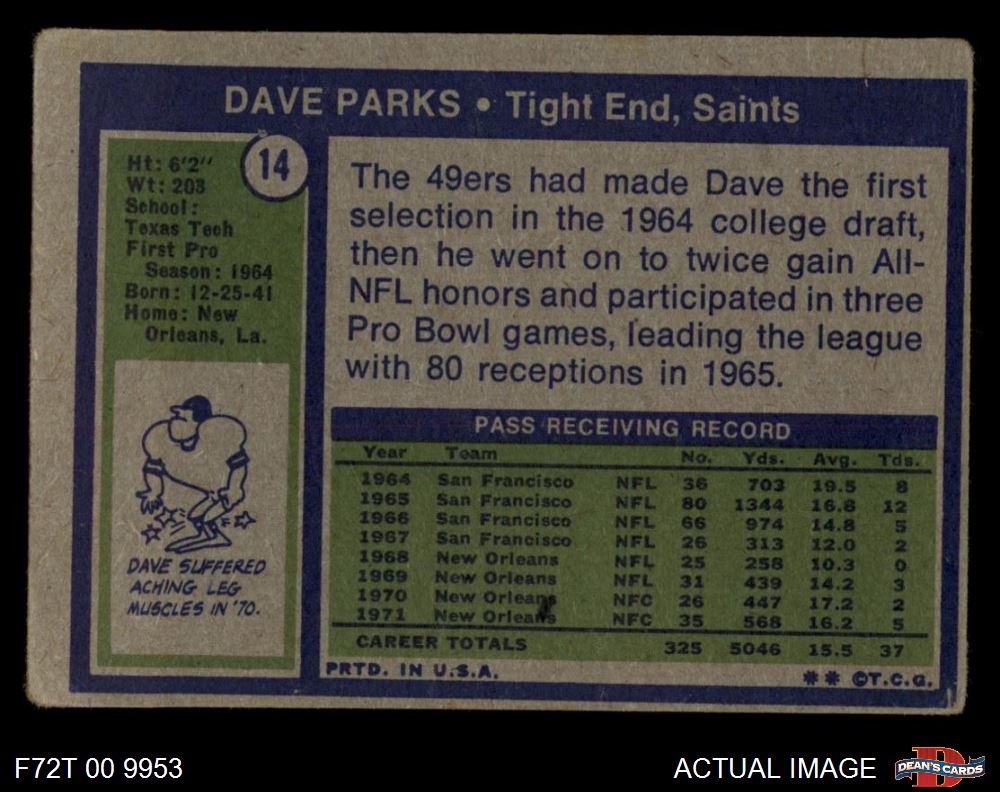 DAVE PARKS • Tight End, Saints
14
Ht: 6'2"
Wt: 203
School:
Texas Tech
First Pro
Season: 1964
Born: 12-25-41
Home: New
Orleans, La.
DAVE SUFFERED
ACHING LEG
MUSCLES IN '70.
The 49ers had made Dave the first
selection in the 1964 college draft,
then he went on to twice gain All-
NFL honors and participated in three
Pro Bowl games, leading the league
with 80 receptions in 1965.
PASS RECEIVING RECORD
Year Team No. Yds. Avg. Tds.
1964 San Francisco NFL 36 703 19.5 8
1965 San Francisco NFL 80 1344 16.8 12
1966 San Francisco NFL 66 974 14.8 5
1967 San Francisco NFL 26 313 12.0 2
1968 New Orleans NFL 25 258 10.3 0
1969 New Orleans NFL 31 439 14.2 3
1970 New Orleans NFC 26 447 17.2 2
1971 New Orleans NFC 35 568 16.2 5
CAREER TOTALS 325 5046 15.5 37
PRTD. IN U.S.A.
** ©T.C.G.
F72T 00 9953
ACTUAL IMAGE
DEAN'S CARDS